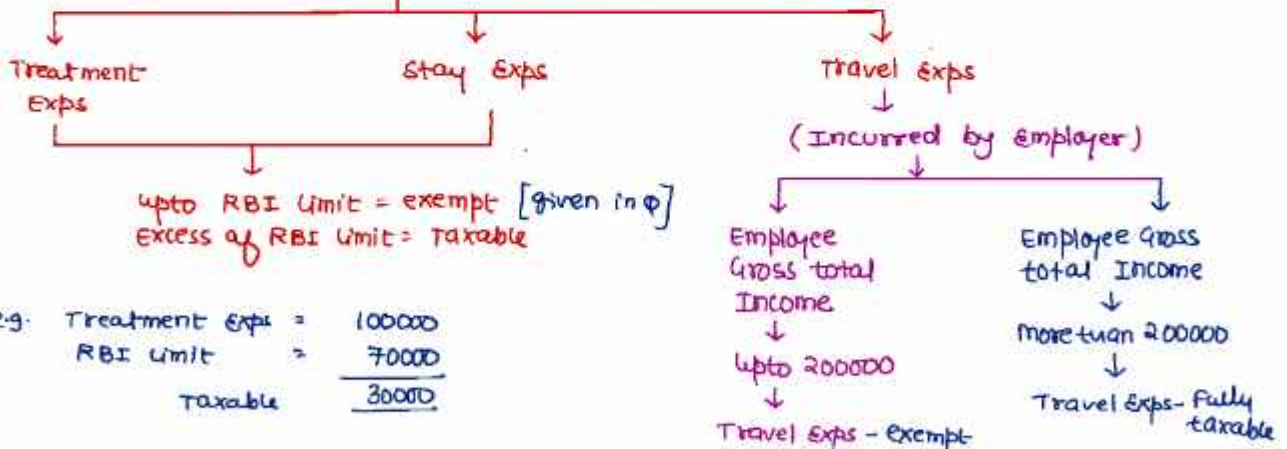 Treatment
Exps
Stay Exps
Travel Exps
(Incurred by employer)
upto RBI limit = exempt [given in φ]
Excess of RBI limit = Taxable
Employee
Gross total
Income
upto 200000
Travel Exps - exempt
Employee Gross
total Income
more than 200000
Travel Exps - Fully
taxable
e.g. Treatment exps = 100000
RBI limit = 70000
Taxable 30000